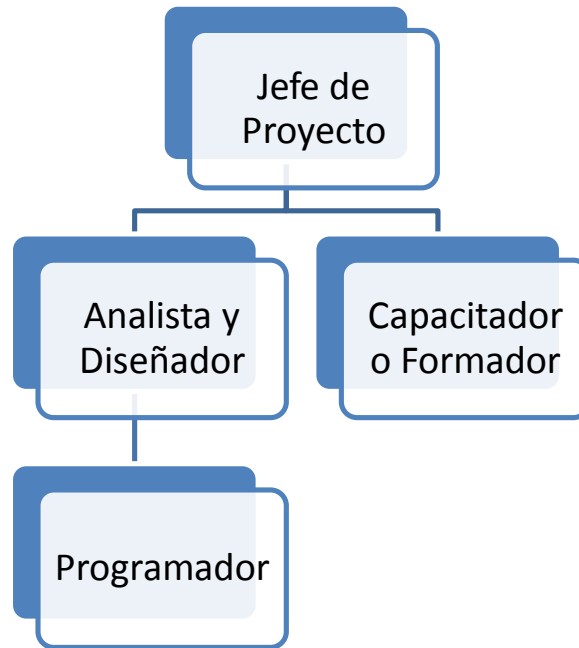 Jefe de
Proyecto
Analista y
Diseñador
Capacitador
o Formador
Programador